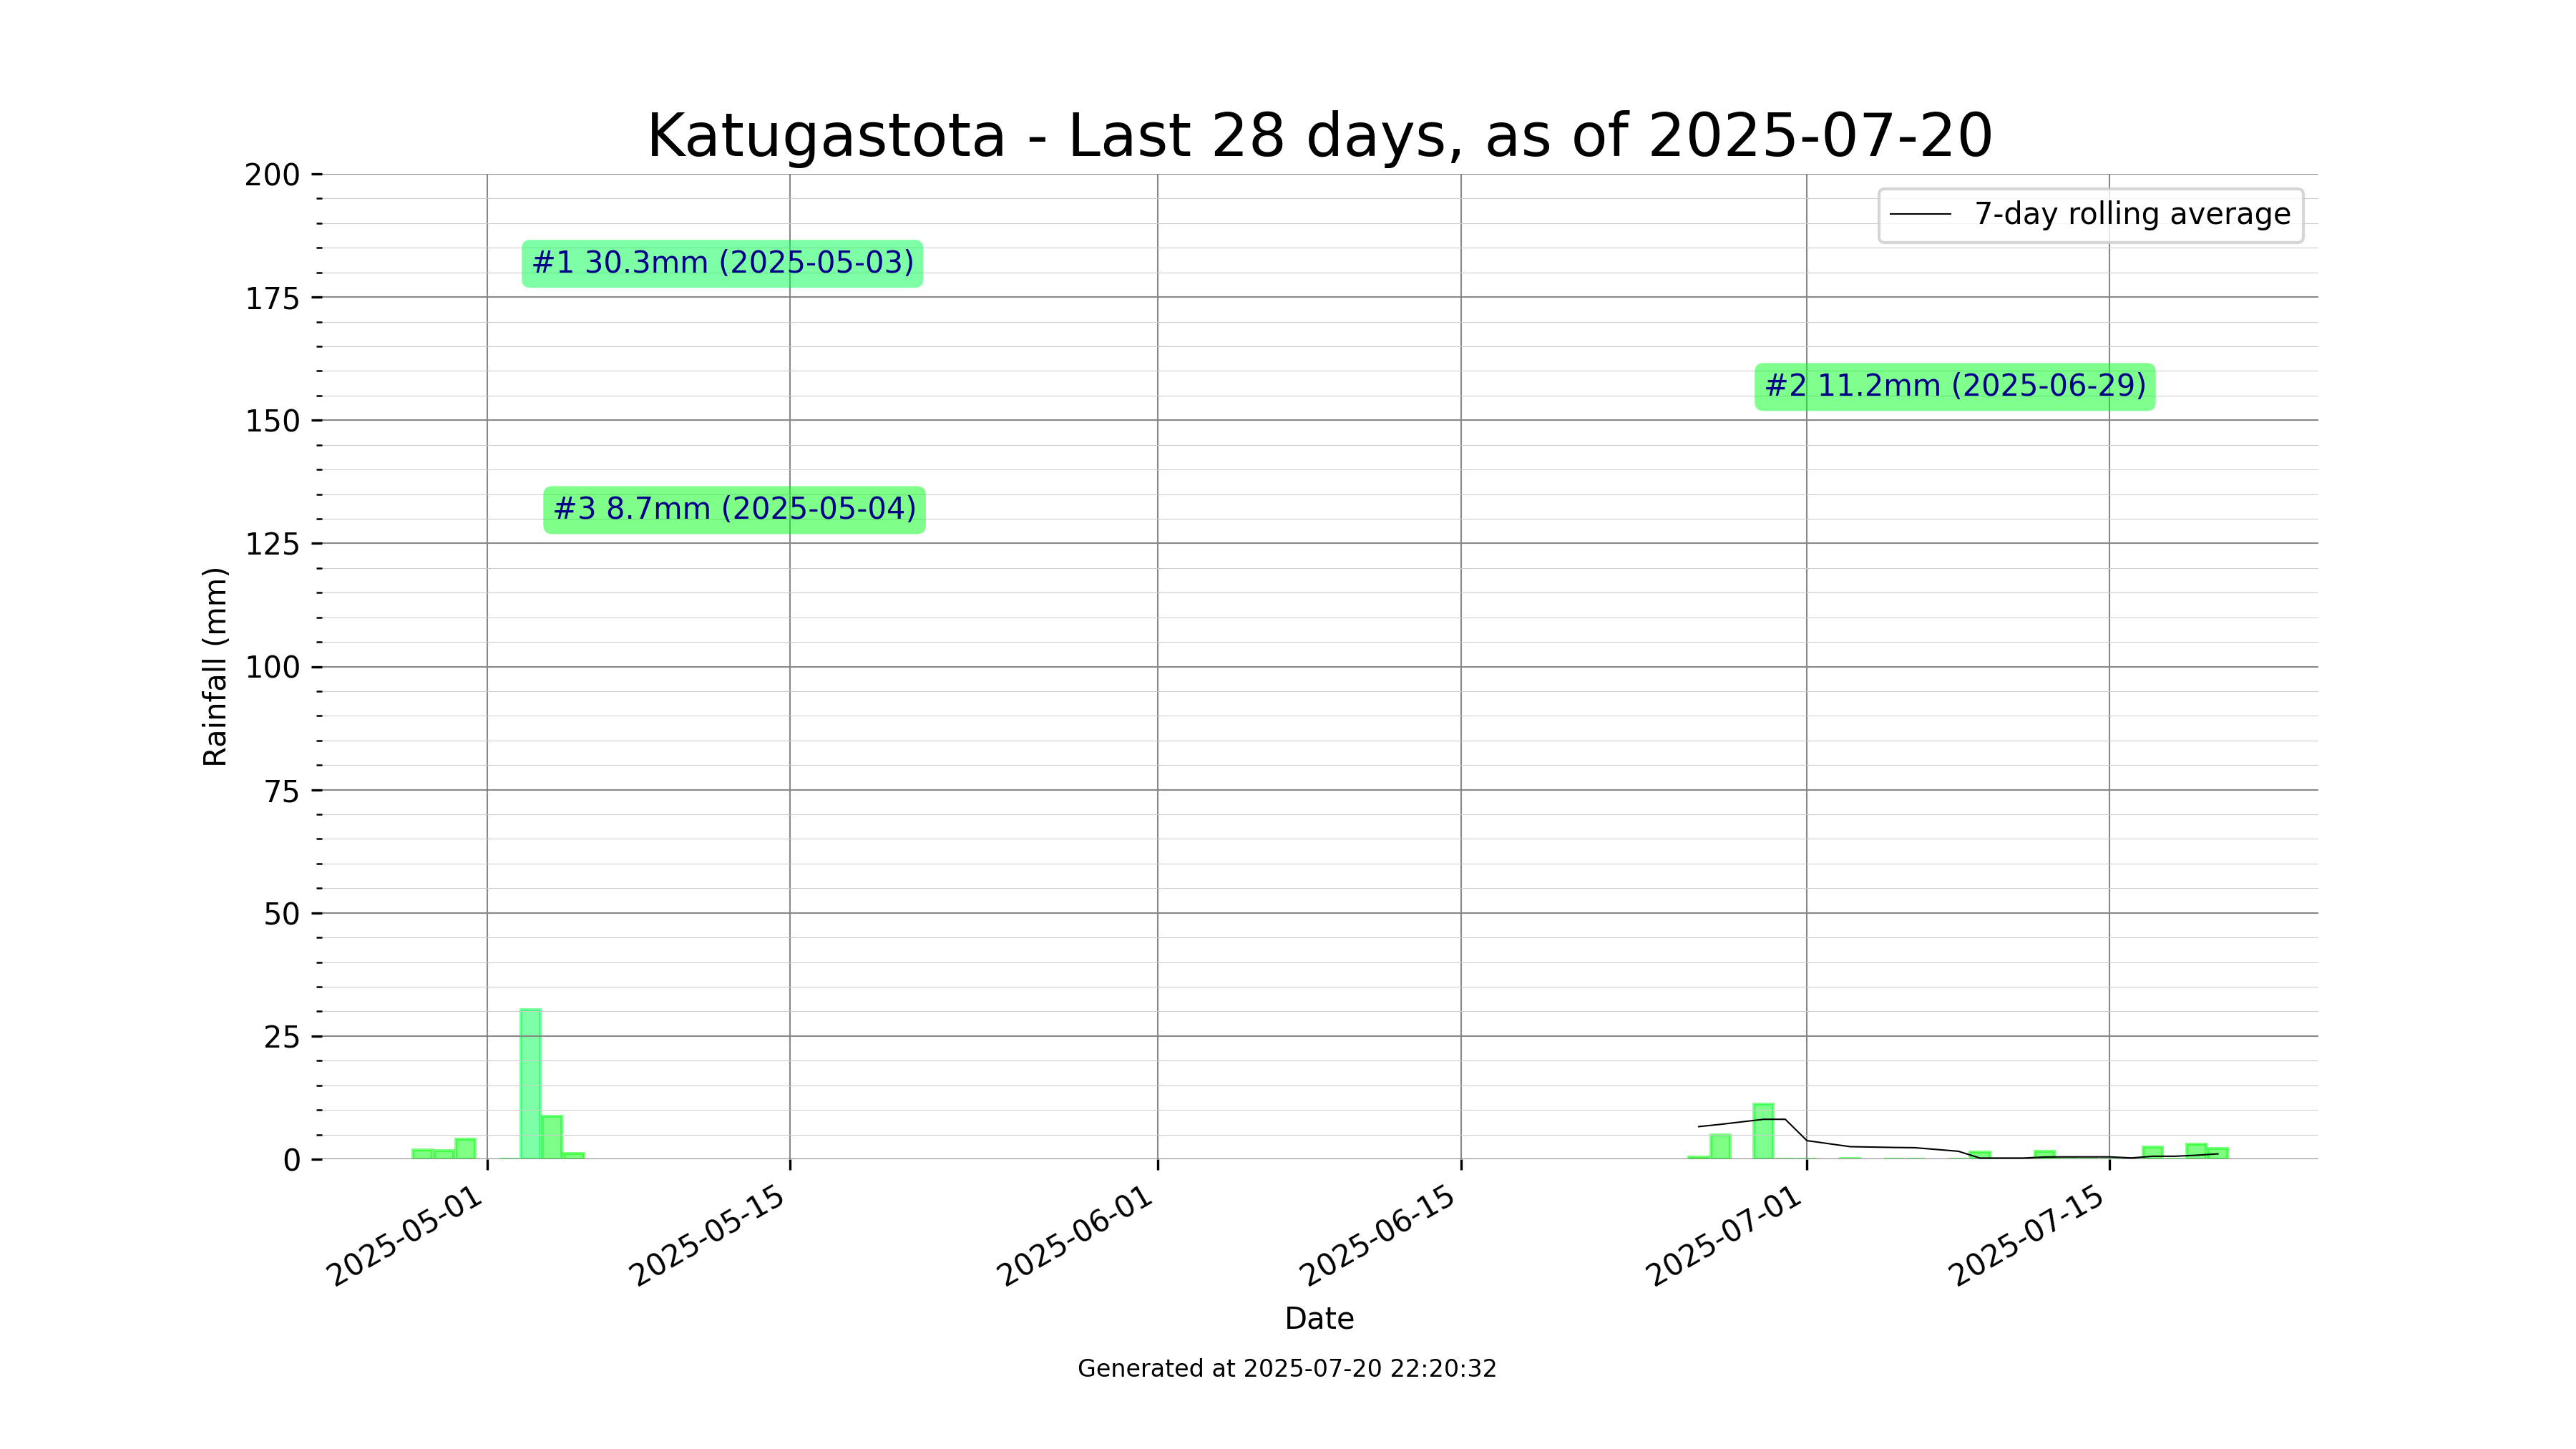 Katugastota - Last 28 days, as of 2025-07-20
200
7-day rolling average
#1 30.3mm (2025-05-03)
175
#2 11.2mm (2025-06-29)
150
#3 8.7mm (2025-05-04)
125
100
75
50
25
0
Rainfall (mm)
2025-05-01
2025-05-15
2025-06-01
2025-06-15
2025-07-01
2025-07-15
Date
Generated at 2025-07-20 22:20:32